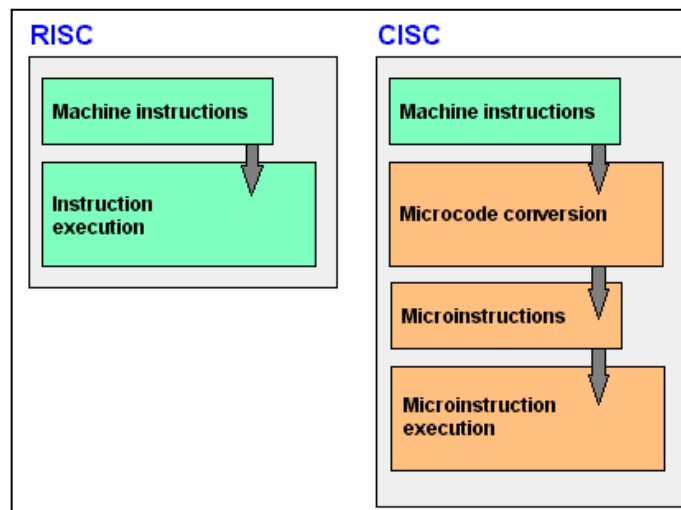 RISC
Machine instructions
Instruction
execution
CISC
Machine instructions
Microcode conversion
Microinstructions
Microinstruction
execution